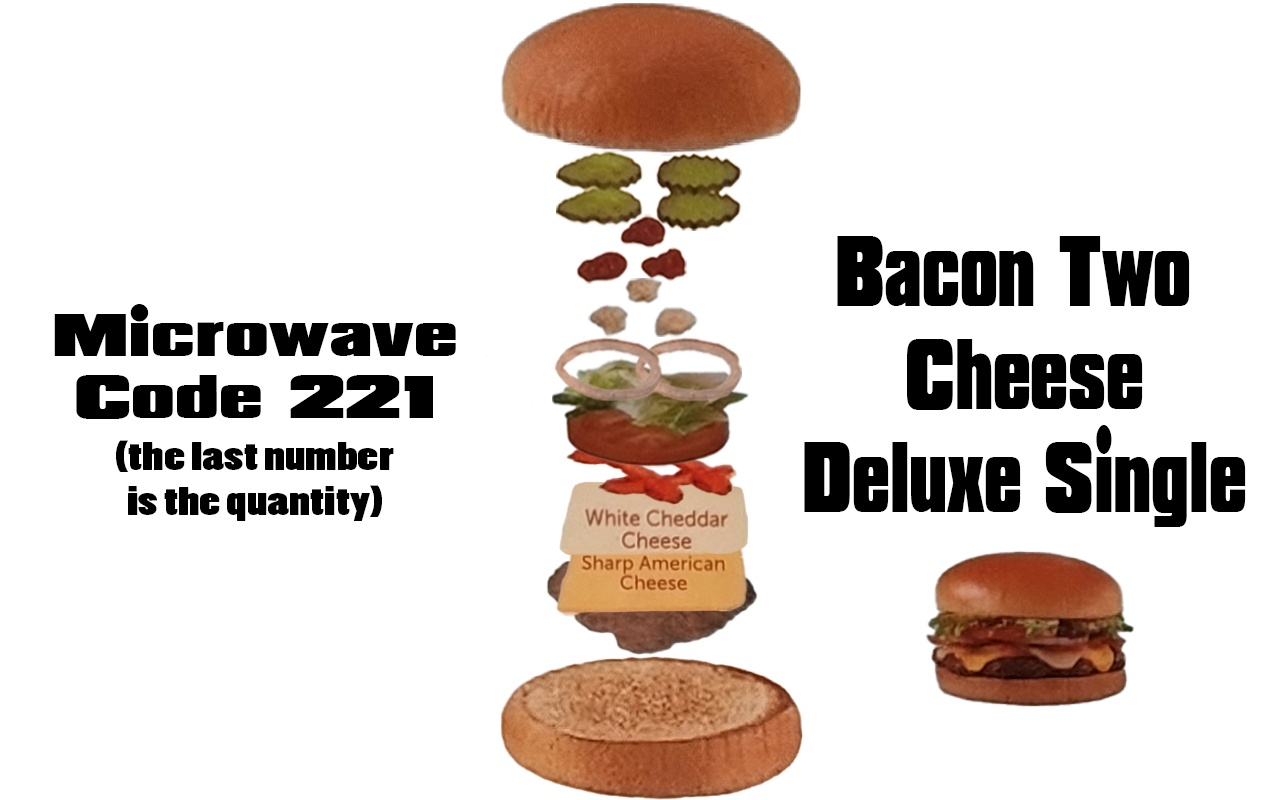 Microwave
Code 221
(the last number
is the quantity)
White Cheddar
Cheese
Sharp American
Cheese
Bacon Two
Cheese
Deluxe Single